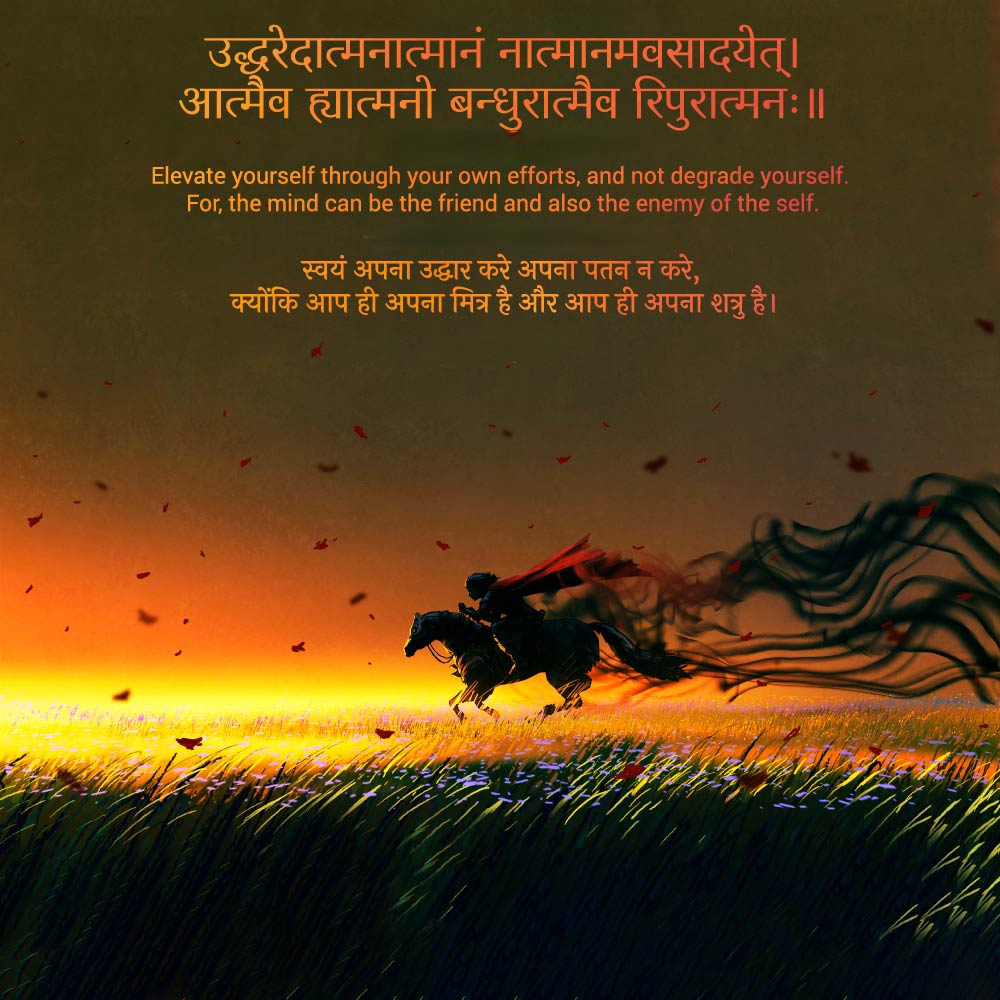 उद्धरेदात्मनात्मानं नात्मानमवसादयेत्।
आत्मैव ह्यात्मनो बन्धुरात्मैव रिपुरात्मनः॥
Elevate yourself through your own efforts, and not degrade yourself.
For, the mind can be the friend and also the enemy of the self.
स्वयं अपना उद्धार करे अपना पतन न करे,
क्योंकि आप ही अपना मित्र है और आप ही अपना शत्रु है।